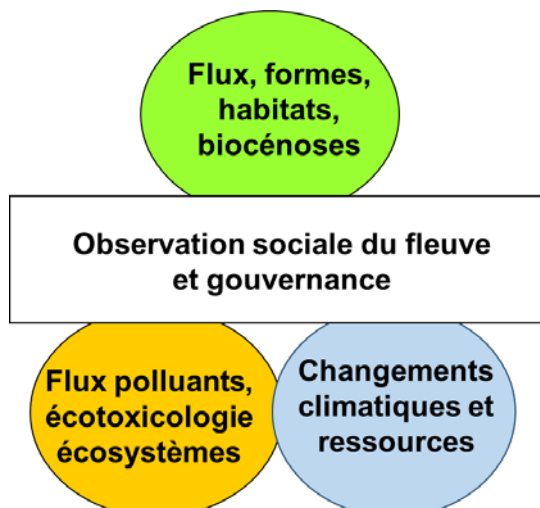 Flux, formes,
habitats,
biocénoses
Observation sociale du fleuve
et gouvernance
Flux polluants,
écotoxicologie
écosystèmes
Changements
climatiques et
ressources